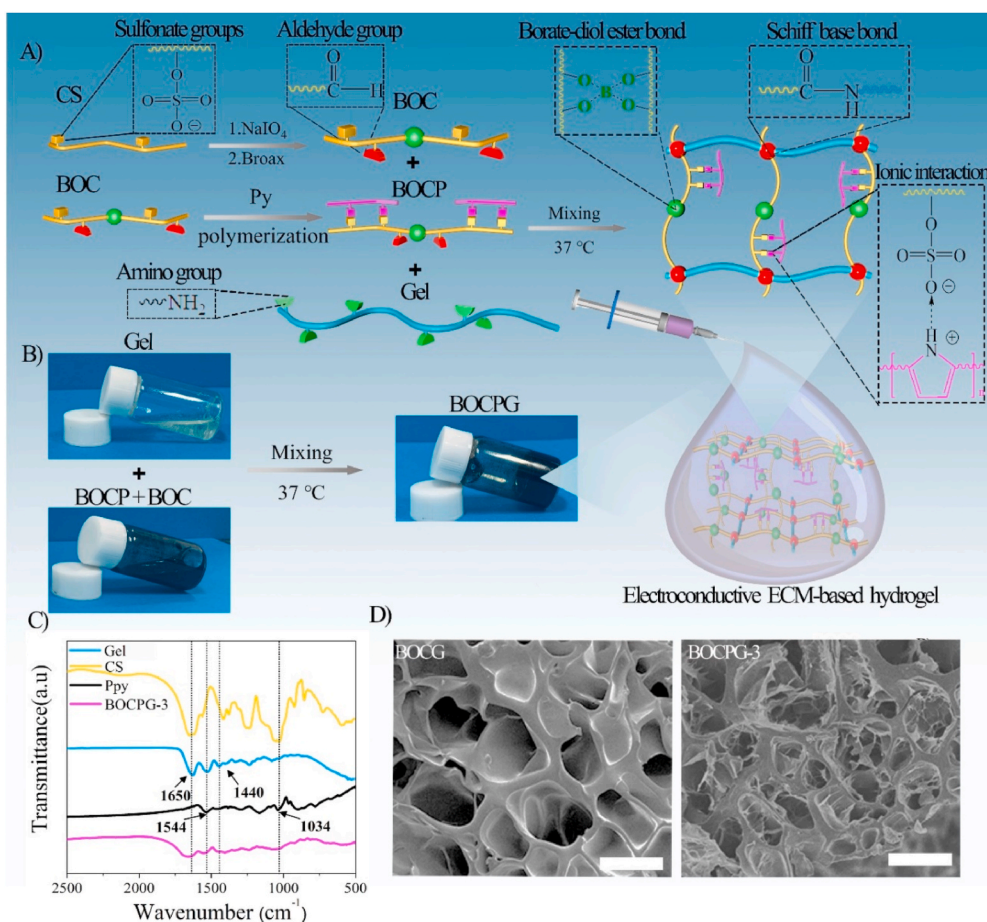 A)
Sulfonate groups
Aldehyde group
Borate-diol ester bond
Schiff base bond
CS
O
O=S=O
O
⊖
O
C
H
BOC
1.NaIO4
2.Broax
+
O
O
B
O
O
O
C
N
H
BOC
Py
polymerization
BOCP
Mixing
37 °C
Ionic interaction
O
O=S=O
O
⊖
H
N
⊕
n
+
Gel
Amino group
NH2
B)
Gel
+
BOCP+BOC
Mixing
37 °C
BOCPG
Electroconductive ECM-based hydrogel
C)
Transmittance(a.u)
Gel
CS
Ppy
BOCPG-3
1650
1440
1544
1034
2500
2000
1500
1000
500
Wavenumber (cm-1)
D)
BOCG
BOCPG-3